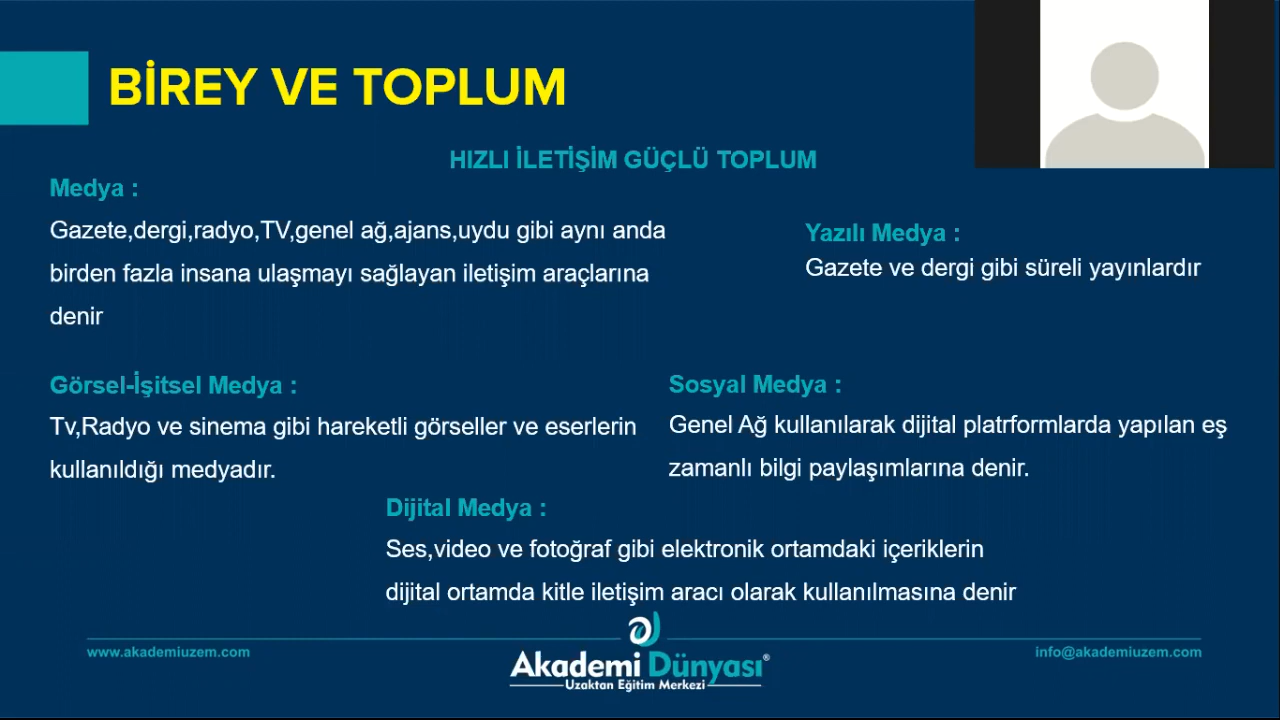 BİREY VE TOPLUM
HIZLI İLETİŞİM GÜÇLÜ TOPLUM
Medya :
Gazete,dergi,radyo,TV,genel ağ,ajans,uydu gibi aynı anda
birden fazla insana ulaşmayı sağlayan iletişim araçlarına
denir
Yazılı Medya :
Gazete ve dergi gibi süreli yayınlardır
Görsel-İşitsel Medya :
Tv,Radyo ve sinema gibi hareketli görseller ve eserlerin
kullanıldığı medyadır.
Sosyal Medya :
Genel Ağ kullanılarak dijital platrformlarda yapılan eş
zamanlı bilgi paylaşımlarına denir.
Dijital Medya :
Ses,video ve fotoğraf gibi elektronik ortamdaki içeriklerin
dijital ortamda kitle iletişim aracı olarak kullanılmasına denir
www.akademiuzem.com
Akademi Dünyası®
Uzaktan Eğitim Merkezi
info@akademiuzem.com